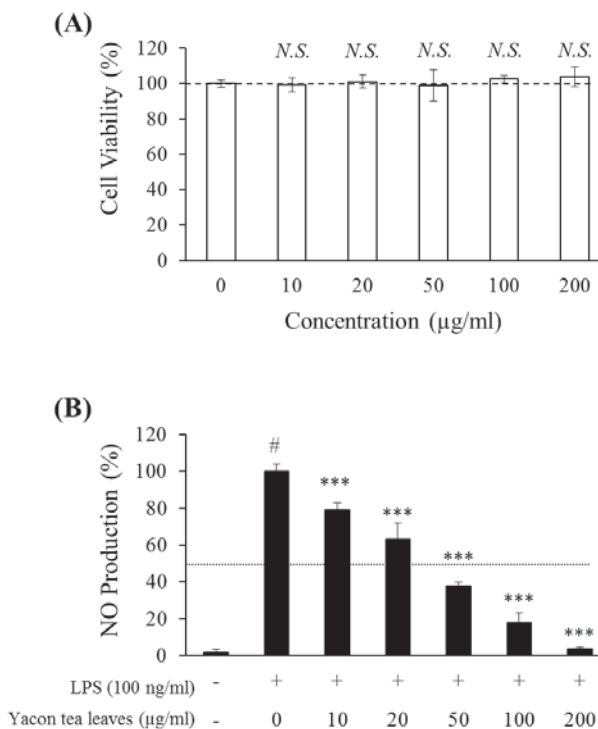 (A)
N.S. N.S. N.S. N.S. N.S.
120
100
80
60
40
20
0
Cell Viability (%)
0 10 20 50 100 200
Concentration (µg/ml)
(B)
120
100
80
60
40
20
0
NO Production (%)
# *** *** *** *** ***
LPS (100 ng/ml) - + + + + + +
Yacon tea leaves (µg/ml) - 0 10 20 50 100 200